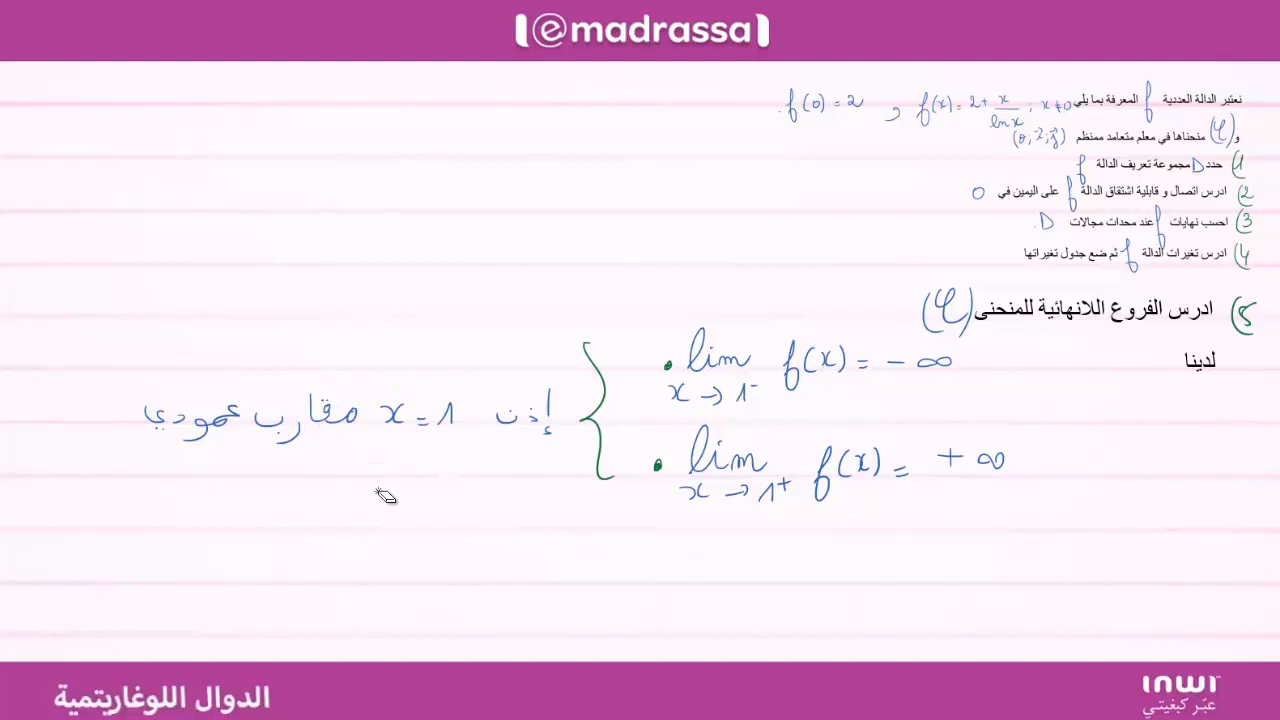 @madrassa
نعتبر الدالة العددية f المعرفة بما يلي f(x) = 2 + x/lnx ; x≠0 و f(0) = 2.
و (φ) منحناها في معلم متعامد ممنظم (0; i; j)
1) حدد D مجموعة تعريف الدالة f
2) ادرس اتصال و قابلية اشتقاق الدالة f على اليمين في 0
3) احسب نهايات f عند محدات مجالات D.
4) ادرس تغيرات الدالة f ثم ضع جدول تغيراتها
5) ادرس الفروع اللانهائية للمنحنى (φ)
لدينا
• lim x→1⁻ f(x) = -∞
• lim x→1+ f(x) = +∞
إذن x = 1 مقارب عمودي
الدوال اللوغاريتمية
inwi
عبّر كيفيتي